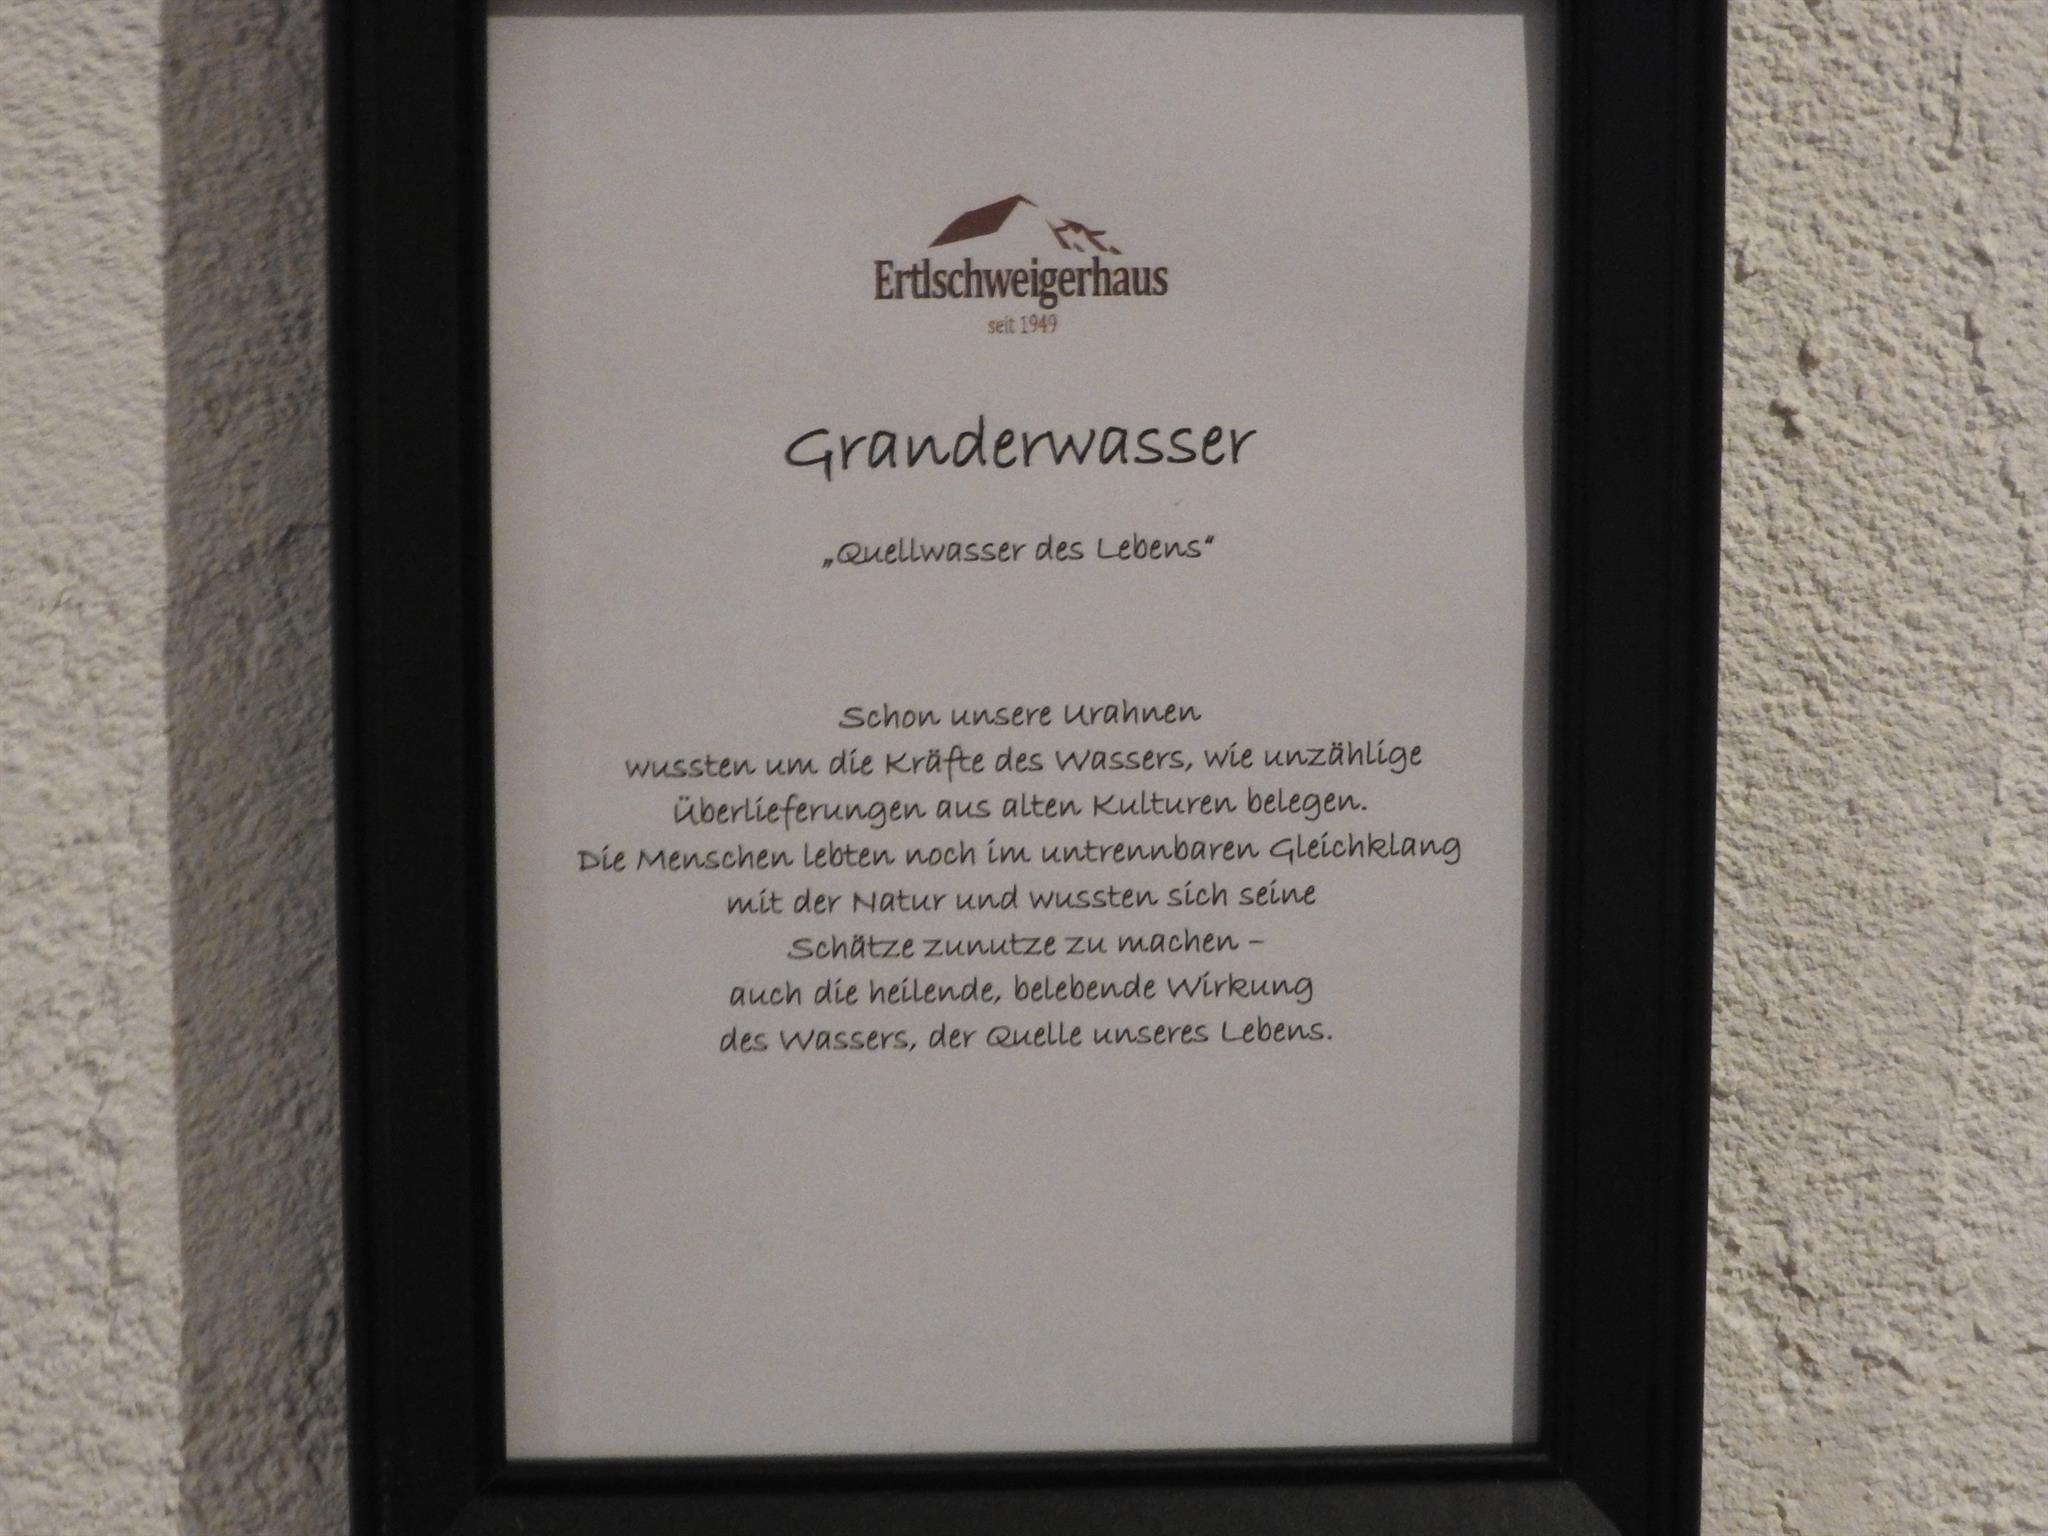 Ertlschweigerhaus
seit 1949
Granderwasser
„Quellwasser des Lebens“
Schon unsere Urahnen
wussten um die Kräfte des Wassers, wie unzählige
Überlieferungen aus alten Kulturen belegen.
Die Menschen lebten noch im untrennbaren Gleichklang
mit der Natur und wussten sich seine
Schätze zunutze zu machen –
auch die heilende, belebende Wirkung
des Wassers, der Quelle unseres Lebens.